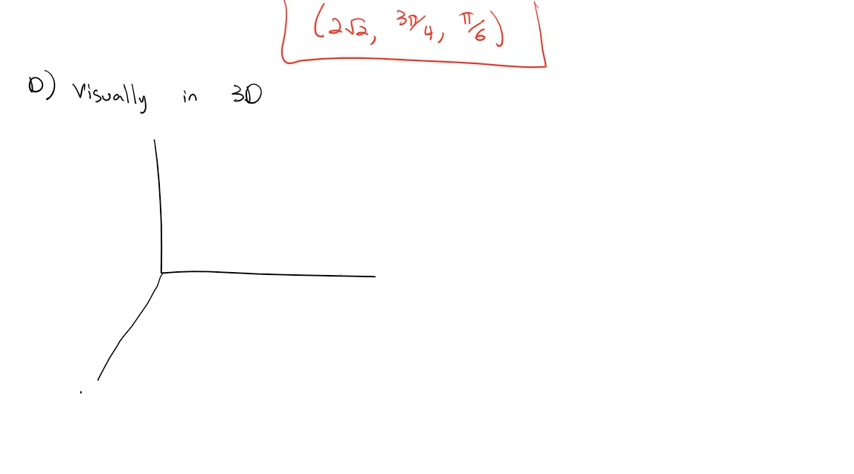 (2√2, 3π/4, π/6)
D) Visually in 3D